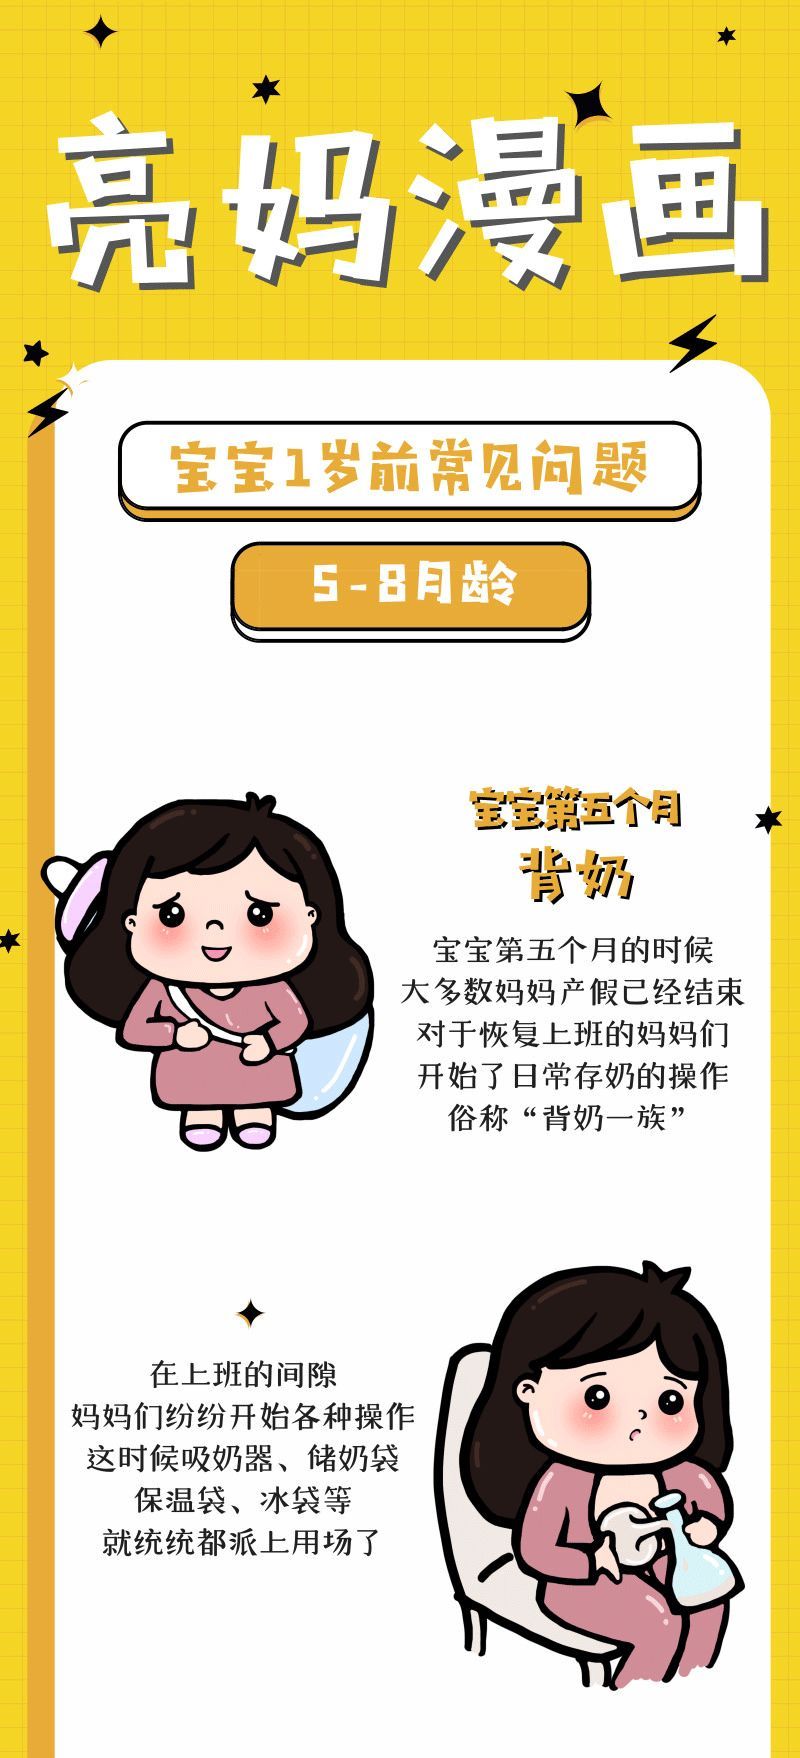 亮妈漫画
宝宝1岁前常见问题
5-8月龄
宝宝第五个月
背奶
宝宝第五个月的时候
大多数妈妈产假已经结束
对于恢复上班的妈妈们
开始了日常存奶的操作
俗称“背奶一族”
在上班的间隙
妈妈们纷纷开始各种操作
这时候吸奶器、储奶袋
保温袋、冰袋等
就统统都派上用场了